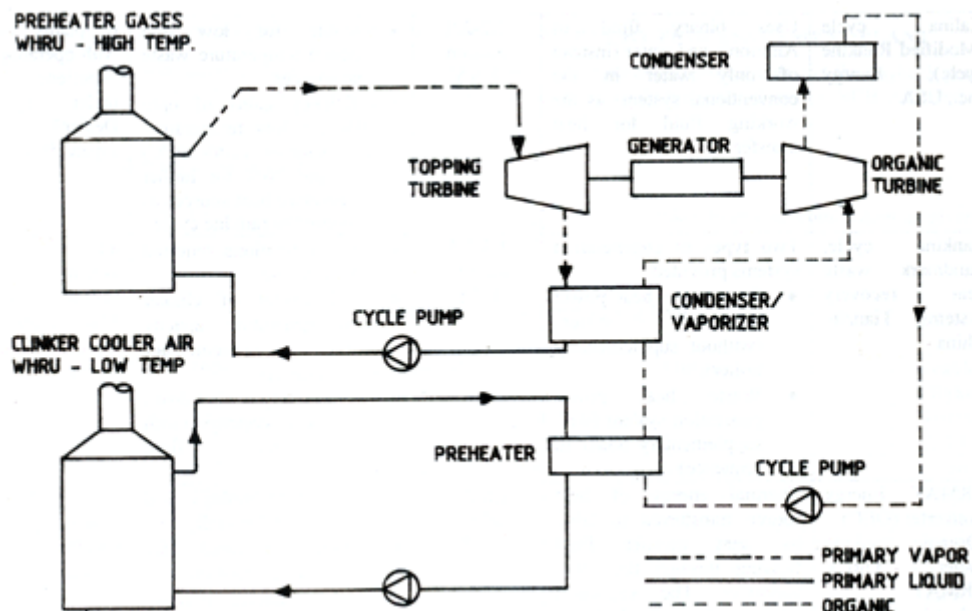 PREHEATER GASES
WHRU - HIGH TEMP.
CONDENSER
GENERATOR
TOPPING
TURBINE
ORGANIC
TURBINE
CONDENSER/
VAPORIZER
CYCLE PUMP
CLINKER COOLER AIR
WHRU - LOW TEMP
PREHEATER
CYCLE PUMP
PRIMARY VAPOR
PRIMARY LIQUID
ORGANIC